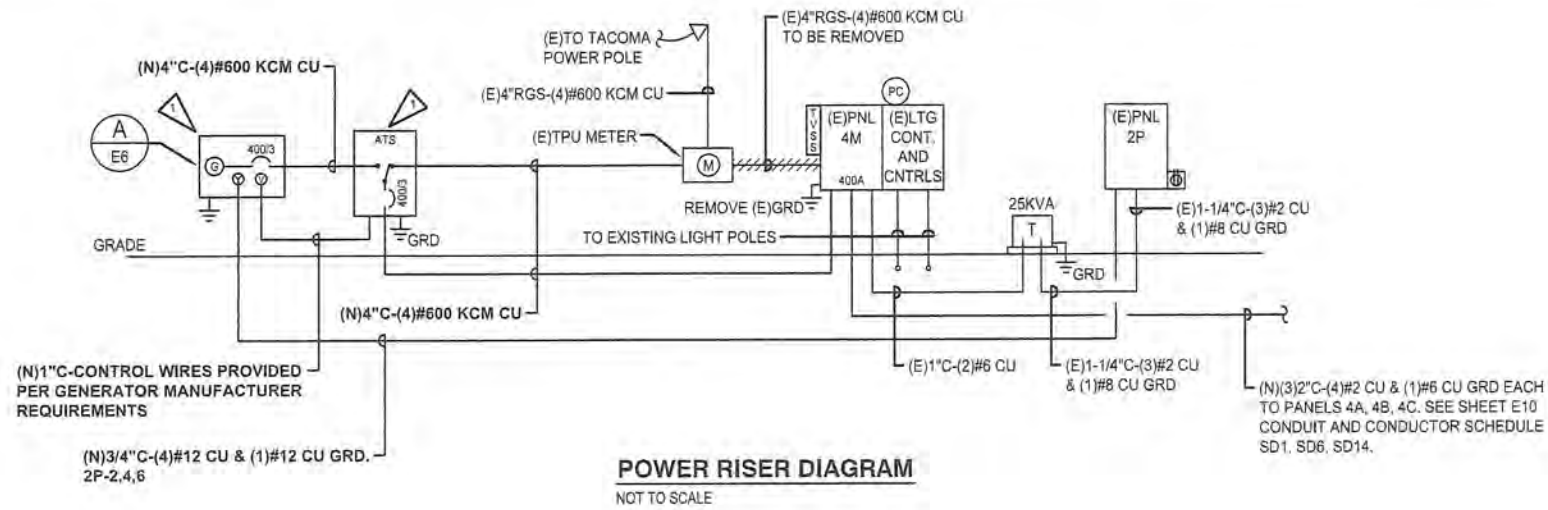 (N)4"C-(4)#600 KCM CU
(E)TO TACOMA
POWER POLE
(E)4"RGS-(4)#600 KCM CU
TO BE REMOVED
(E)4"RGS-(4)#600 KCM CU
(E)TPU METER
1
1
A
E6
G
400/3
Y
Y
ATS
400/3
GRD
M
PC
TVSS
(E)PNL
4M
400A
(E)LTG
CONT.
AND
CNTRLS
(E)PNL
2P
REMOVE (E)GRD
TO EXISTING LIGHT POLES
25KVA
T
GRD
(E)1-1/4"C-(3)#2 CU
& (1)#8 CU GRD
GRADE
(N)4"C-(4)#600 KCM CU
(N)1"C-CONTROL WIRES PROVIDED
PER GENERATOR MANUFACTURER
REQUIREMENTS
(N)3/4"C-(4)#12 CU & (1)#12 CU GRD.
2P-2,4,6
(E)1"C-(2)#6 CU
(E)1-1/4"C-(3)#2 CU
& (1)#8 CU GRD
(N)(3)2"C-(4)#2 CU & (1)#6 CU GRD EACH
TO PANELS 4A, 4B, 4C. SEE SHEET E10
CONDUIT AND CONDUCTOR SCHEDULE
SD1, SD6, SD14.
POWER RISER DIAGRAM
NOT TO SCALE